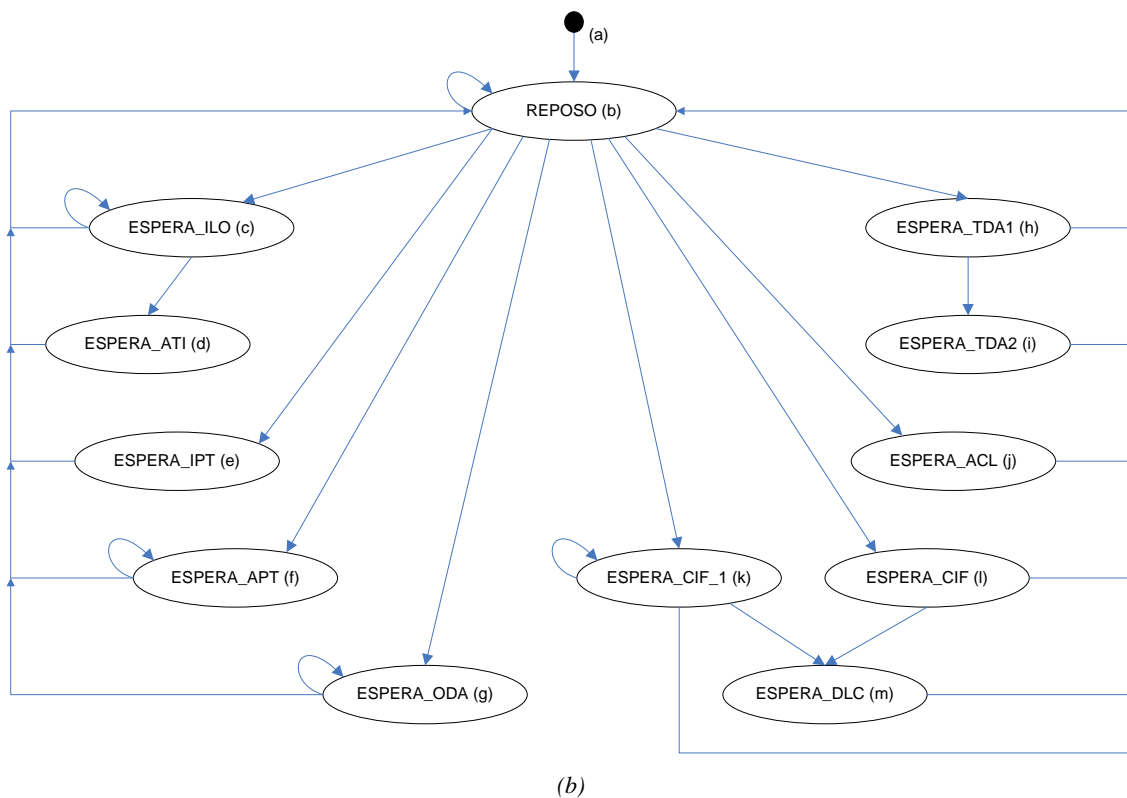 (a)
REPOSO (b)
ESPERA_ILO (c)
ESPERA_TDA1 (h)
ESPERA_ATI (d)
ESPERA_TDA2 (i)
ESPERA_IPT (e)
ESPERA_ACL (j)
ESPERA_APT (f)
ESPERA_CIF_1 (k)
ESPERA_CIF (l)
ESPERA_ODA (g)
ESPERA_DLC (m)
(b)